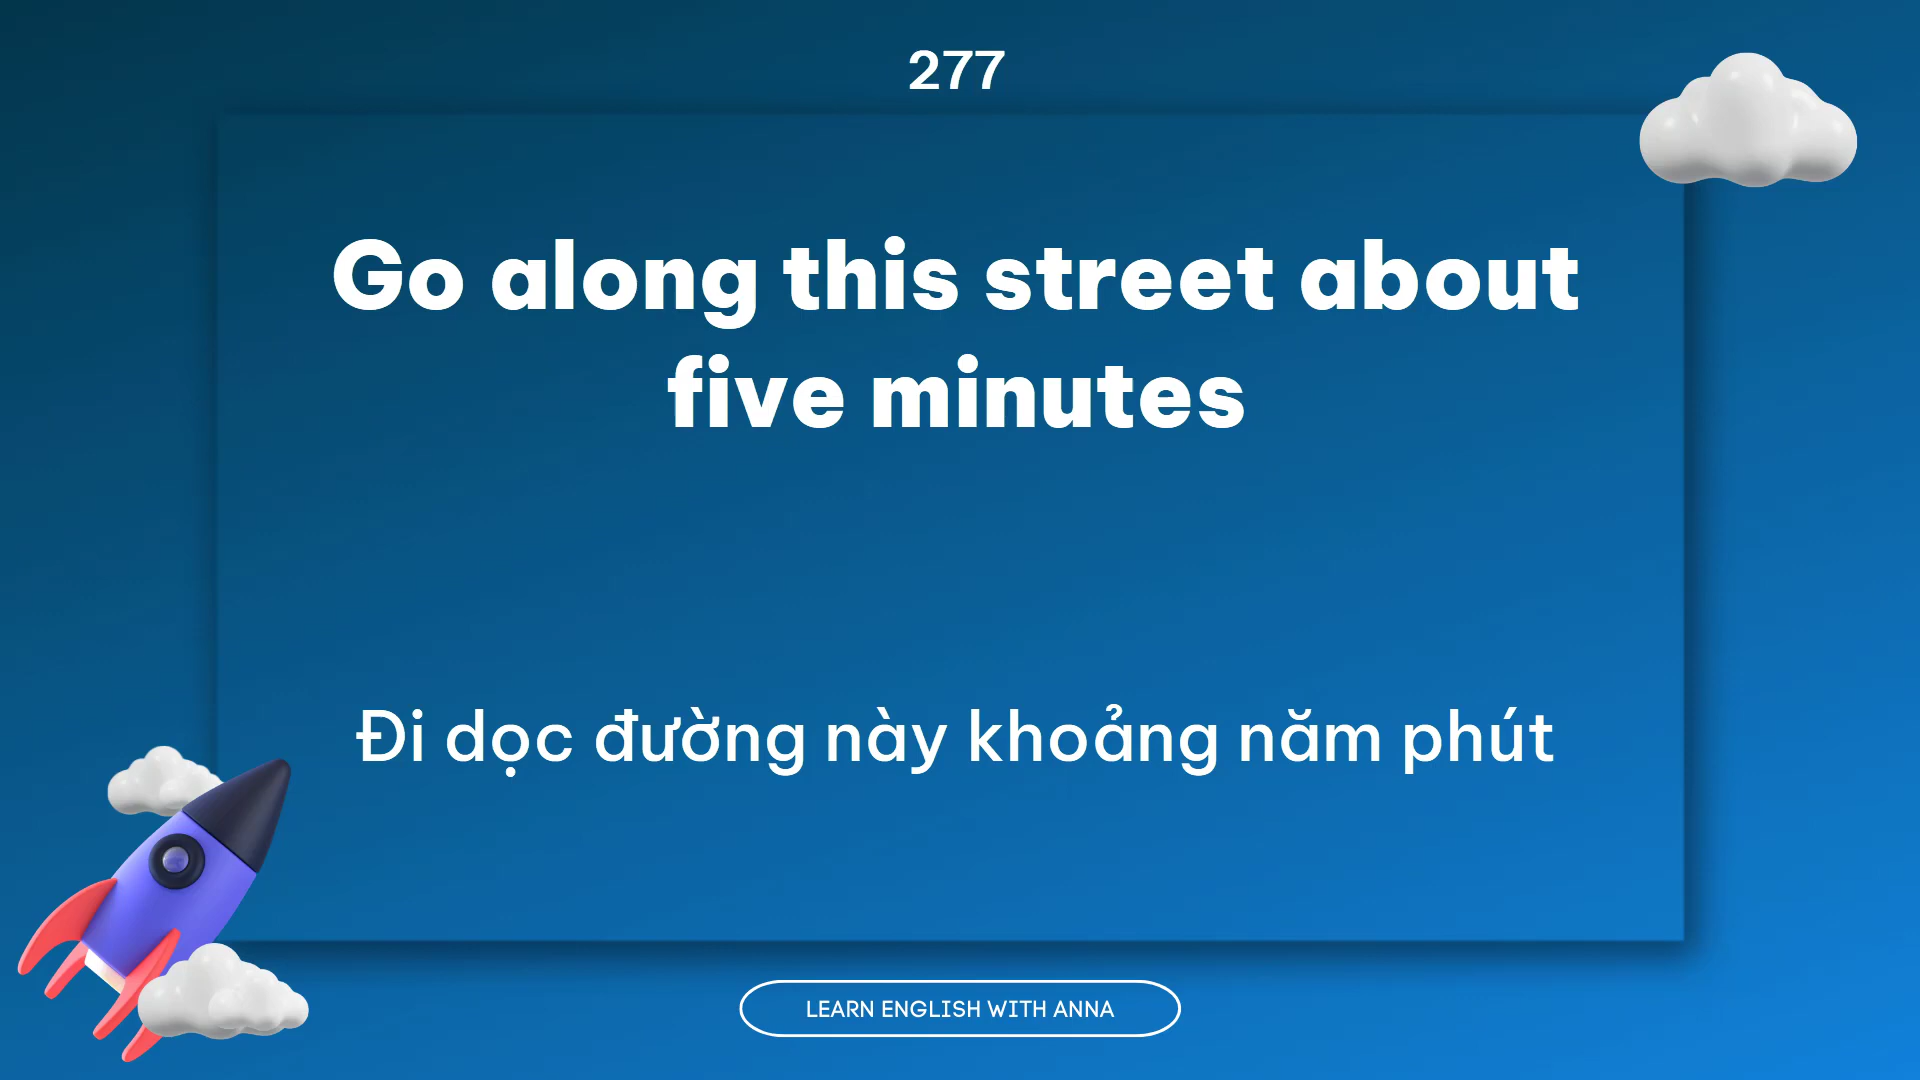 277
Go along this street about
five minutes
Đi dọc đường này khoảng năm phút
LEARN ENGLISH WITH ANNA